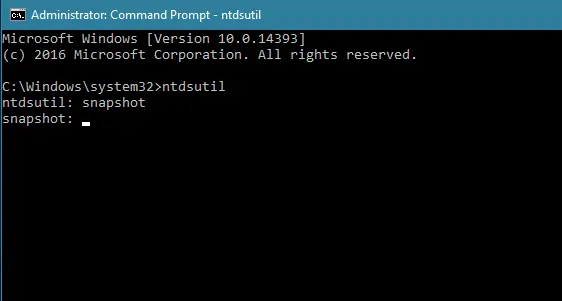 Administrator: Command Prompt - ntdsutil
Microsoft Windows [Version 10.0.14393]
(c) 2016 Microsoft Corporation. All rights reserved.
C:\Windows\system32>ntdsutil
ntdsutil: snapshot
snapshot: